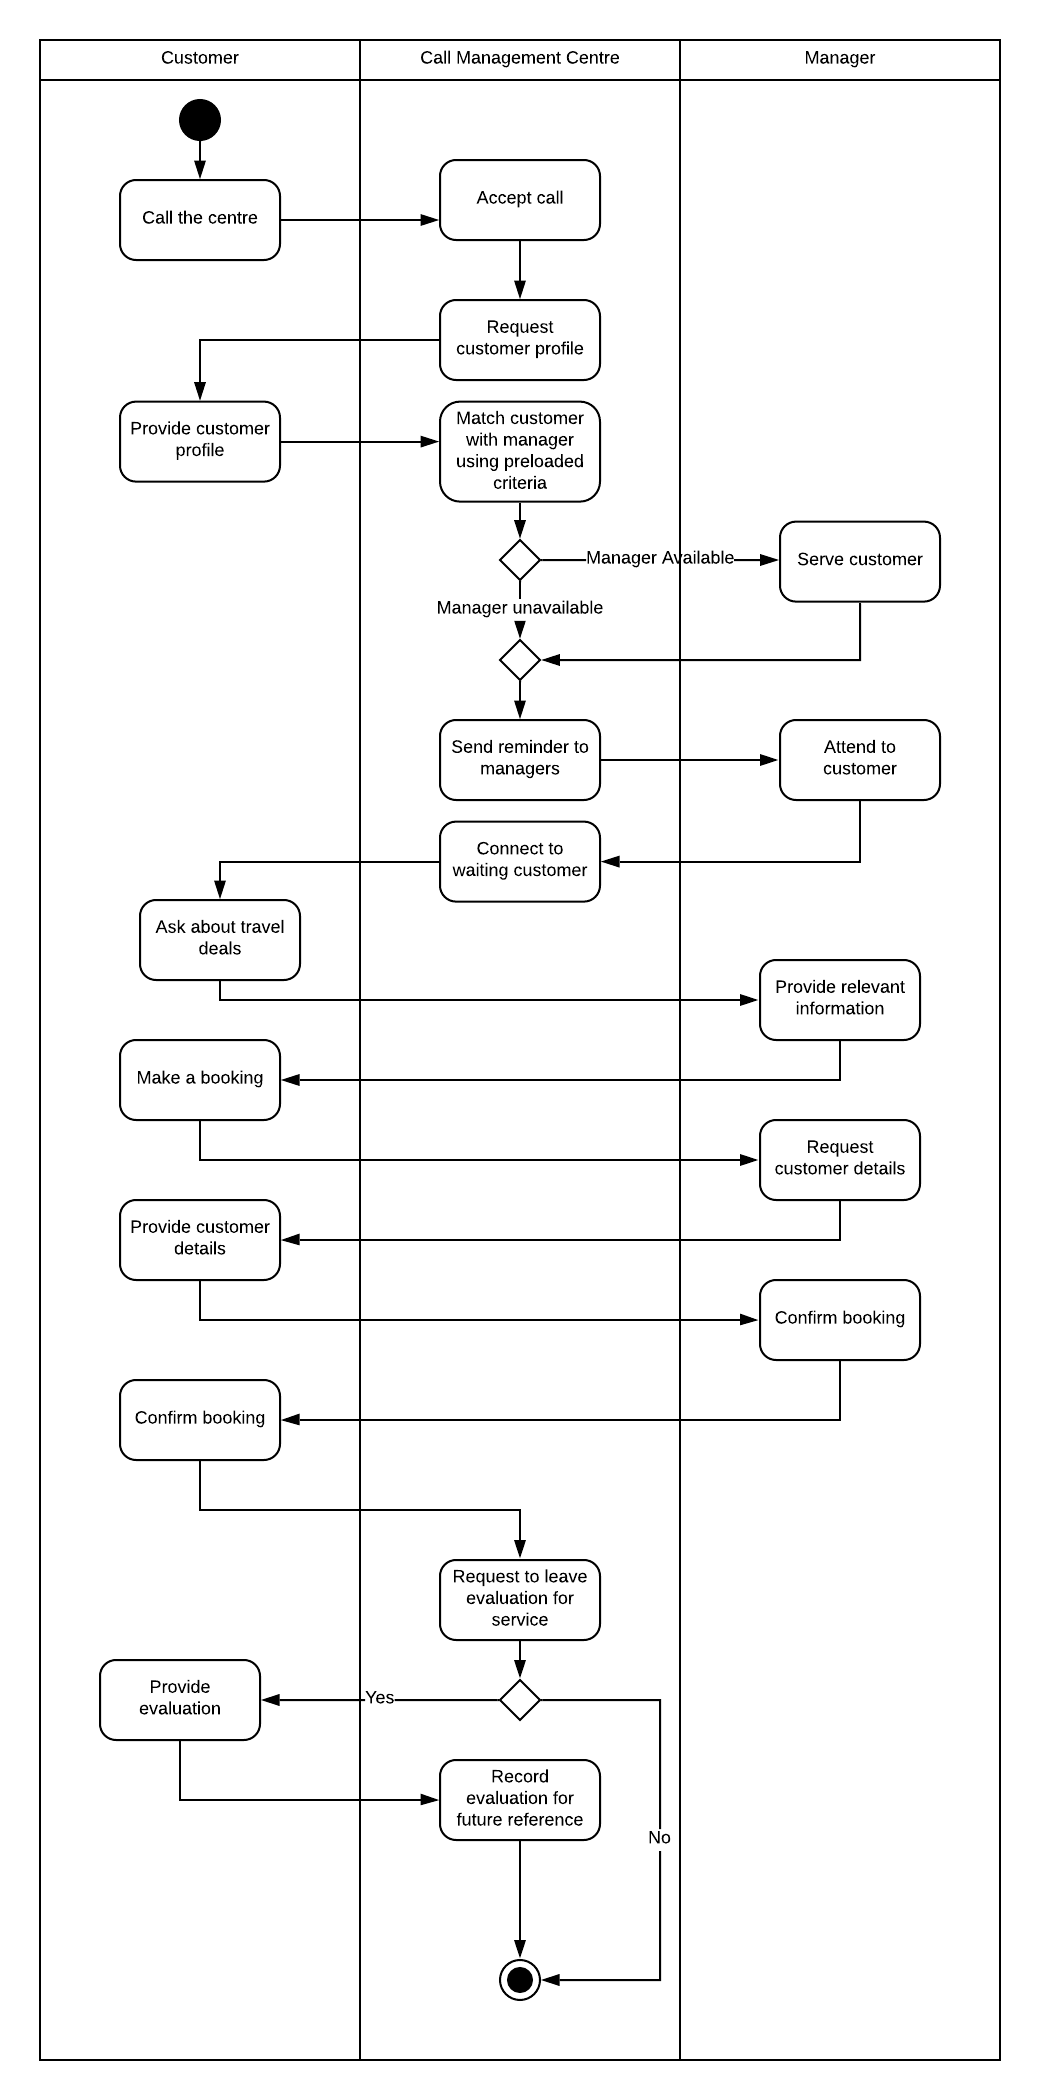 Customer
Call Management Centre
Manager
Call the centre
Accept call
Request
customer profile
Provide customer
profile
Match customer
with manager
using preloaded
criteria
Manager Available
Serve customer
Manager unavailable
Send reminder to
managers
Attend to
customer
Connect to
waiting customer
Ask about travel
deals
Provide relevant
information
Make a booking
Request
customer details
Provide customer
details
Confirm booking
Confirm booking
Request to leave
evaluation for
service
Provide
evaluation
Yes
Record
evaluation for
future reference
No